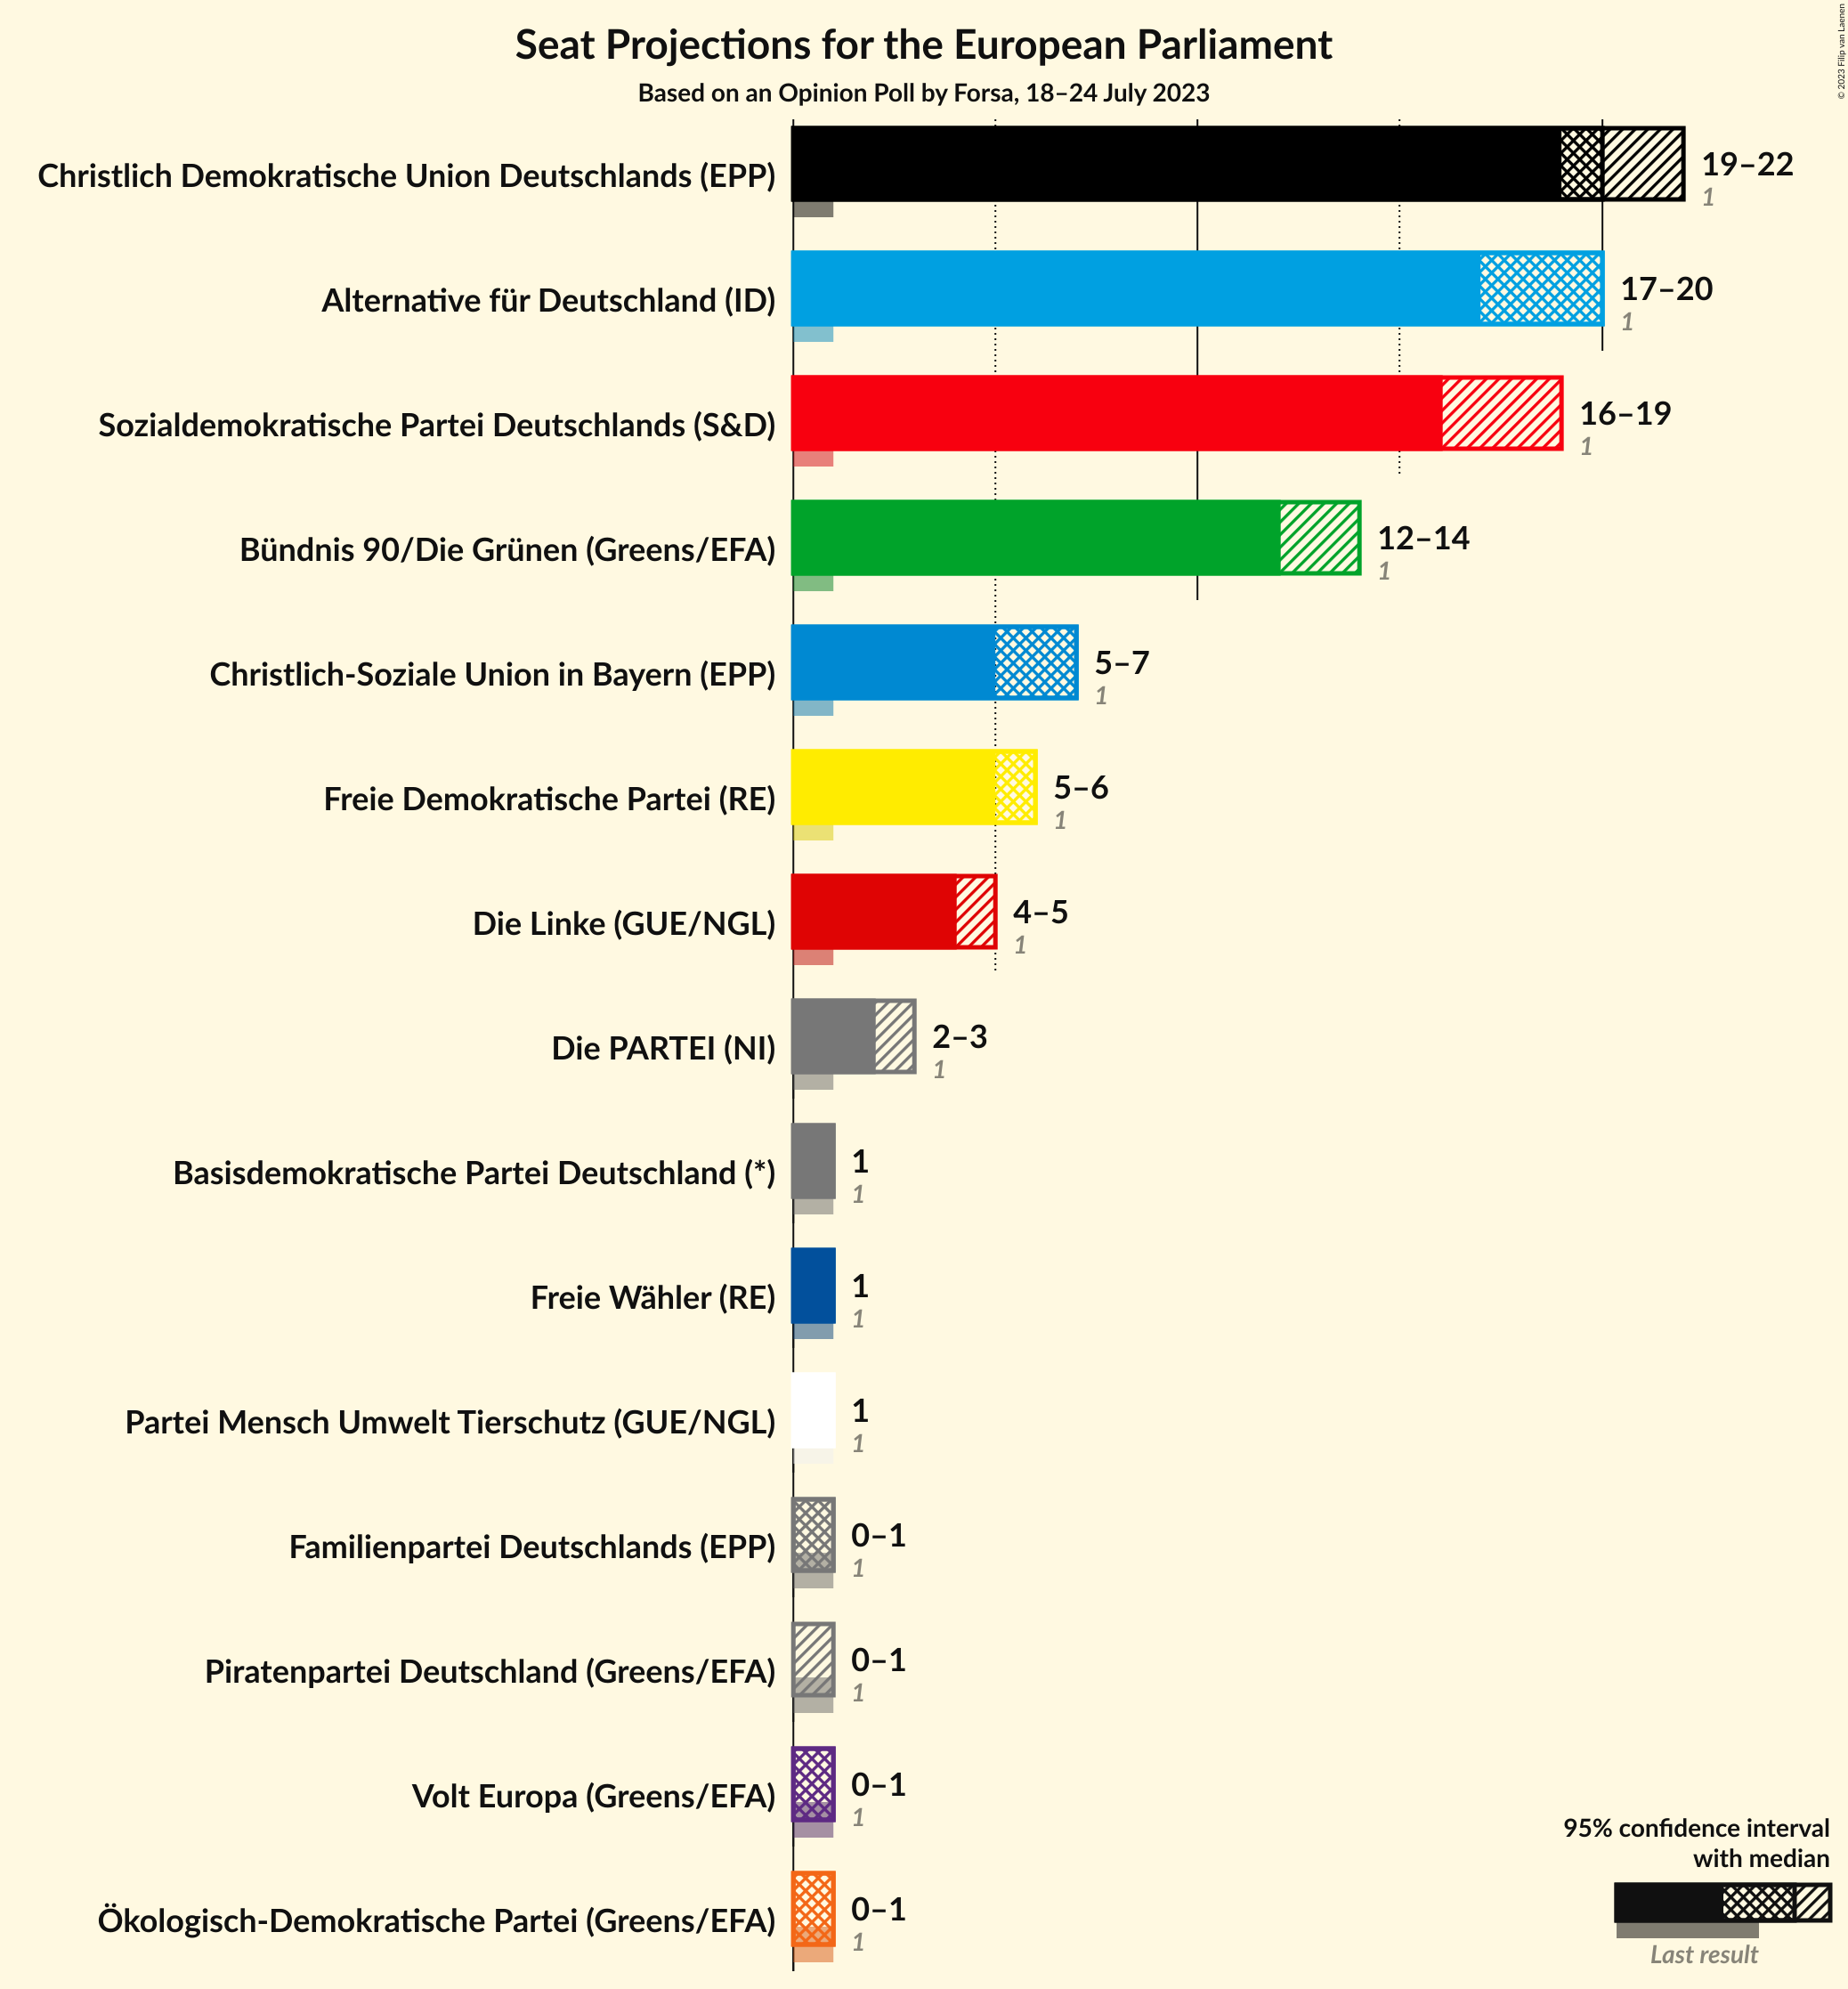 Seat Projections for the European Parliament
Based on an Opinion Poll by Forsa, 18–24 July 2023
© 2023 Filip van Laenen
Christlich Demokratische Union Deutschlands (EPP)
19–22
1
Alternative für Deutschland (ID)
17–20
1
Sozialdemokratische Partei Deutschlands (S&D)
16–19
1
Bündnis 90/Die Grünen (Greens/EFA)
12–14
1
Christlich-Soziale Union in Bayern (EPP)
5–7
1
Freie Demokratische Partei (RE)
5–6
1
Die Linke (GUE/NGL)
4–5
1
Die PARTEI (NI)
2–3
1
Basisdemokratische Partei Deutschland (*)
1
1
Freie Wähler (RE)
1
1
Partei Mensch Umwelt Tierschutz (GUE/NGL)
1
1
Familienpartei Deutschlands (EPP)
0–1
1
Piratenpartei Deutschland (Greens/EFA)
0–1
1
Volt Europa (Greens/EFA)
0–1
1
Ökologisch-Demokratische Partei (Greens/EFA)
0–1
1
95% confidence interval
with median
Last result